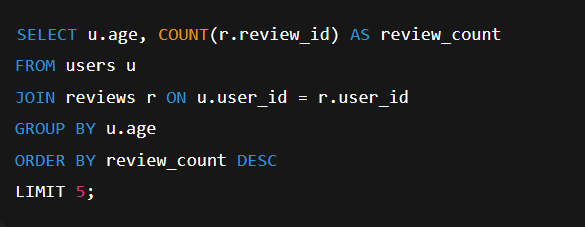 SELECT u.age, COUNT(r.review_id) AS review_count
FROM users u
JOIN reviews r ON u.user_id = r.user_id
GROUP BY u.age
ORDER BY review_count DESC
LIMIT 5;